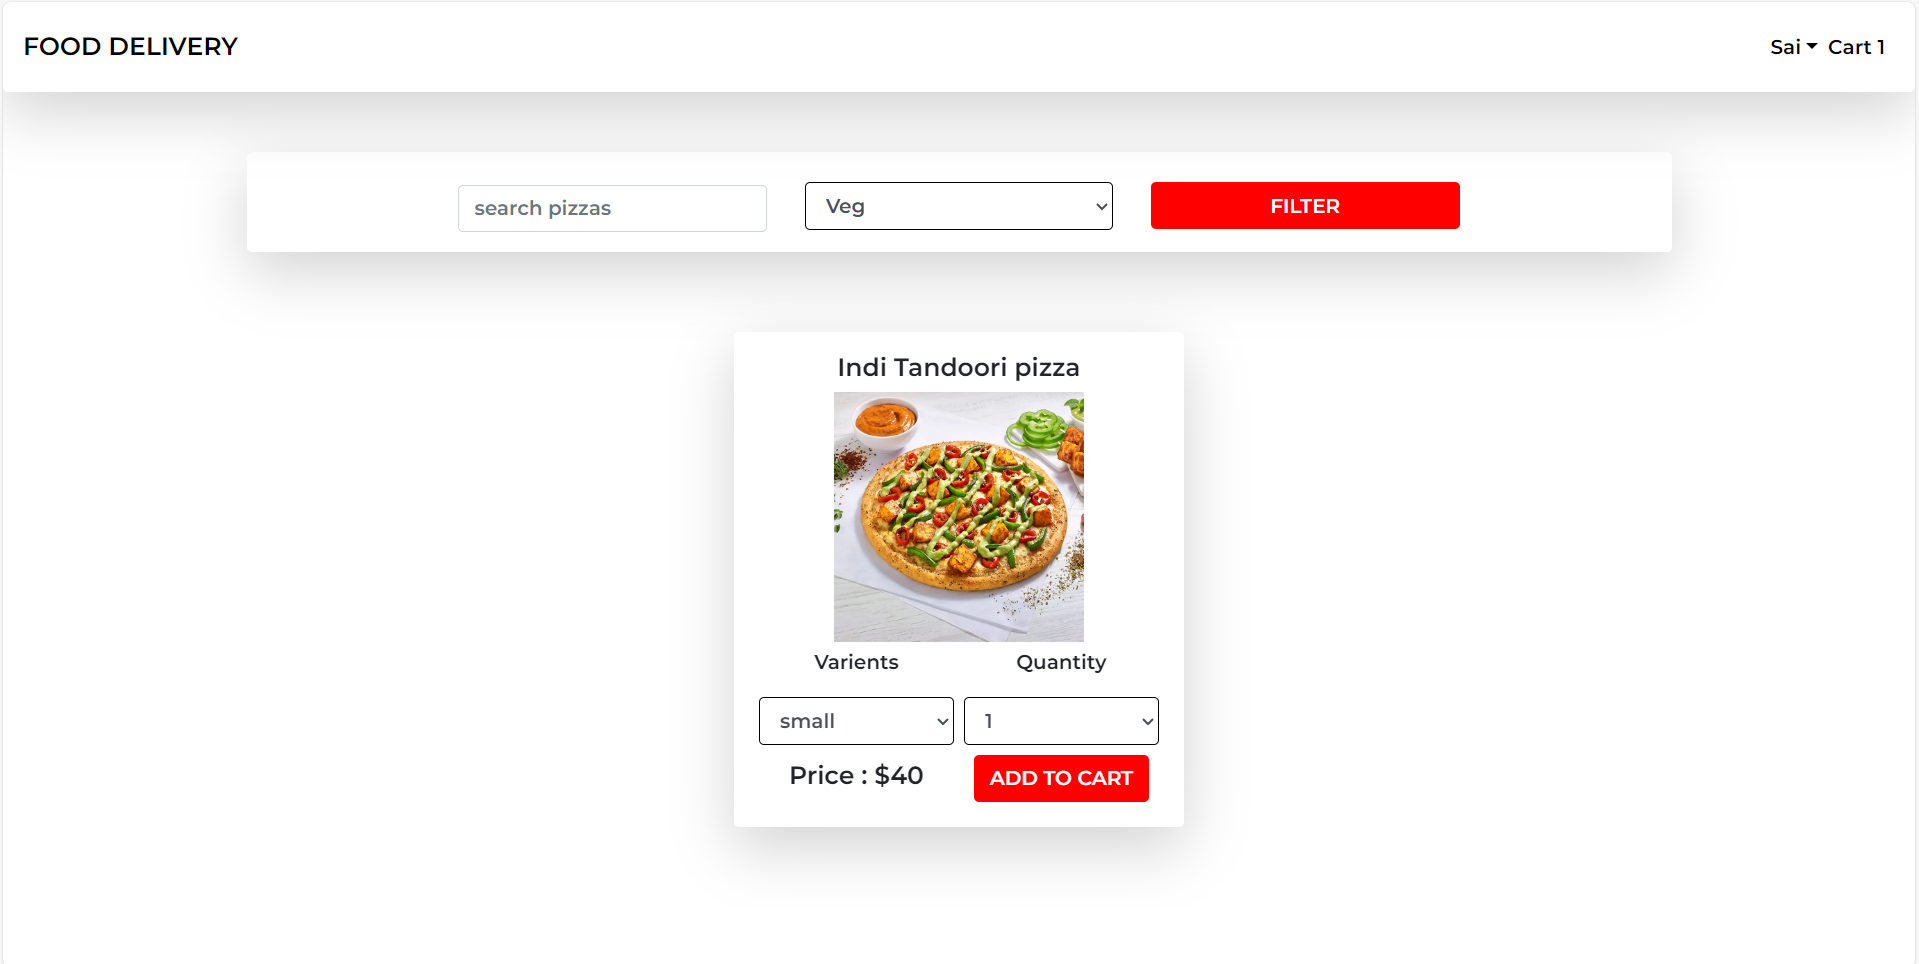 FOOD DELIVERY
Sai Cart 1
search pizzas
Veg
FILTER
Indi Tandoori pizza
Varients Quantity
small 1
Price : $40 ADD TO CART